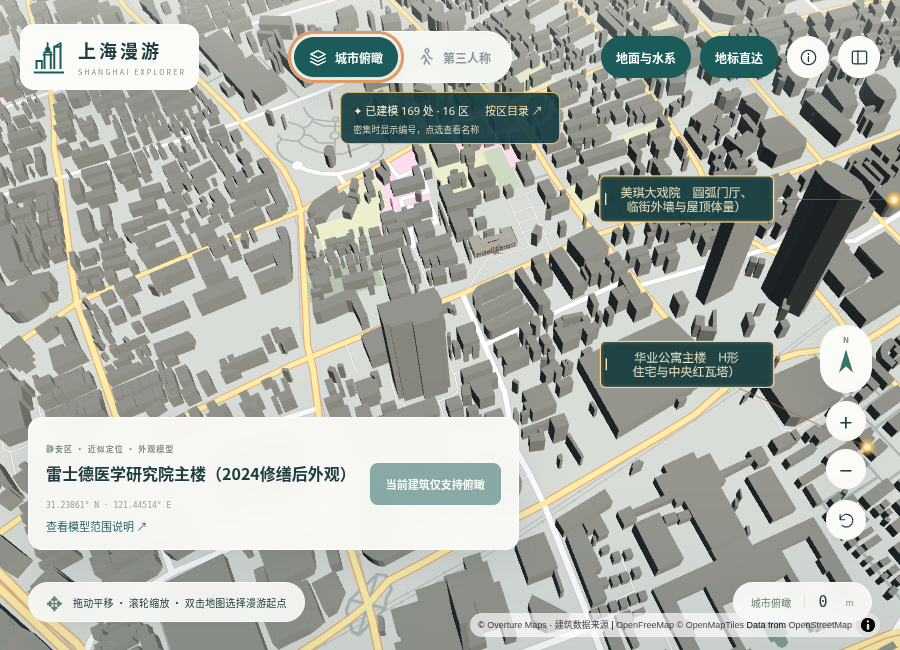 上海漫游
SHANGHAI EXPLORER
城市俯瞰
第三人称
地面与水系
地标直达
✦ 已建模 169 处 · 16 区 按区目录 ↗
密集时显示编号，点选查看名称
美琪大戏院 圆弧门厅、
临街外墙与屋顶体量）
华业公寓主楼 H形
住宅与中央红瓦塔）
N
+
−
静安区 · 近似定位 · 外观模型
雷士德医学研究院主楼（2024修缮后外观）
当前建筑仅支持俯瞰
31.23061° N · 121.44514° E
查看模型范围说明 ↗
拖动平移 · 滚轮缩放 · 双击地图选择漫游起点
城市俯瞰 0 m
© Overture Maps · 建筑数据来源 | OpenFreeMap © OpenMapTiles Data from OpenStreetMap